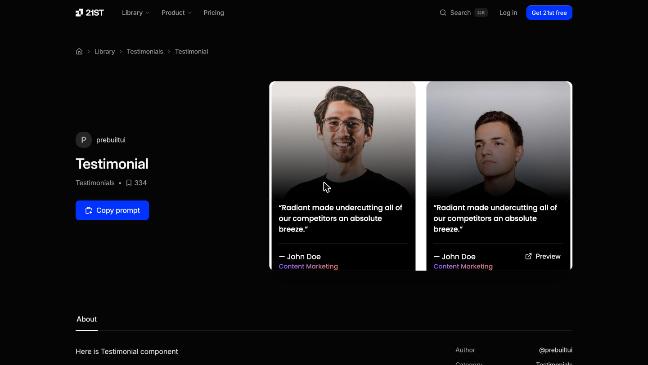 21ST
Library
Product
Pricing
Search
⌘K
Log in
Get 21st free
Library
Testimonials
Testimonial
P
prebuiltui
Testimonial
Testimonials • 334
Copy prompt
“Radiant made undercutting all of
our competitors an absolute
breeze.”
— John Doe
Content Marketing
“Radiant made undercutting all of
our competitors an absolute
breeze.”
— John Doe
Content Marketing
Preview
About
Here is Testimonial component
Author
@prebuiltui
Category
Testimonials